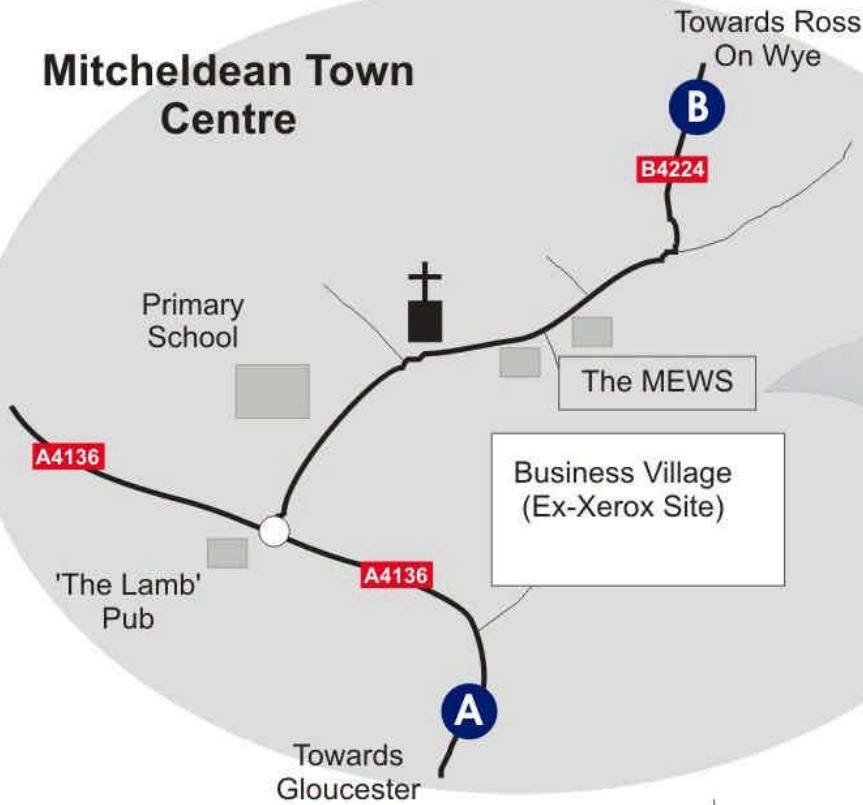 Mitcheldean Town
Centre
Towards Ross
On Wye
B
B4224
Primary
School
The MEWS
A4136
Business Village
(Ex-Xerox Site)
'The Lamb'
Pub
A4136
A
Towards
Gloucester